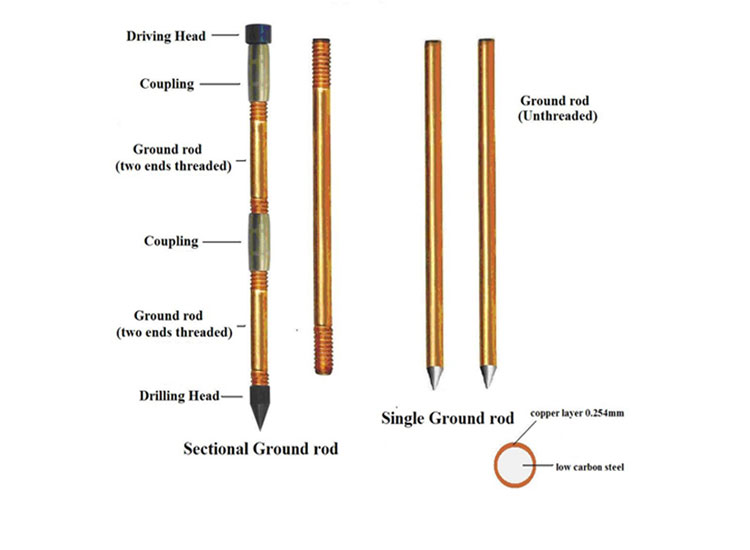 Driving Head
Coupling
Ground rod
(two ends threaded)
Coupling
Ground rod
(two ends threaded)
Drilling Head
Sectional Ground rod
Ground rod
(Unthreaded)
Single Ground rod
copper layer 0.254mm
low carbon steel